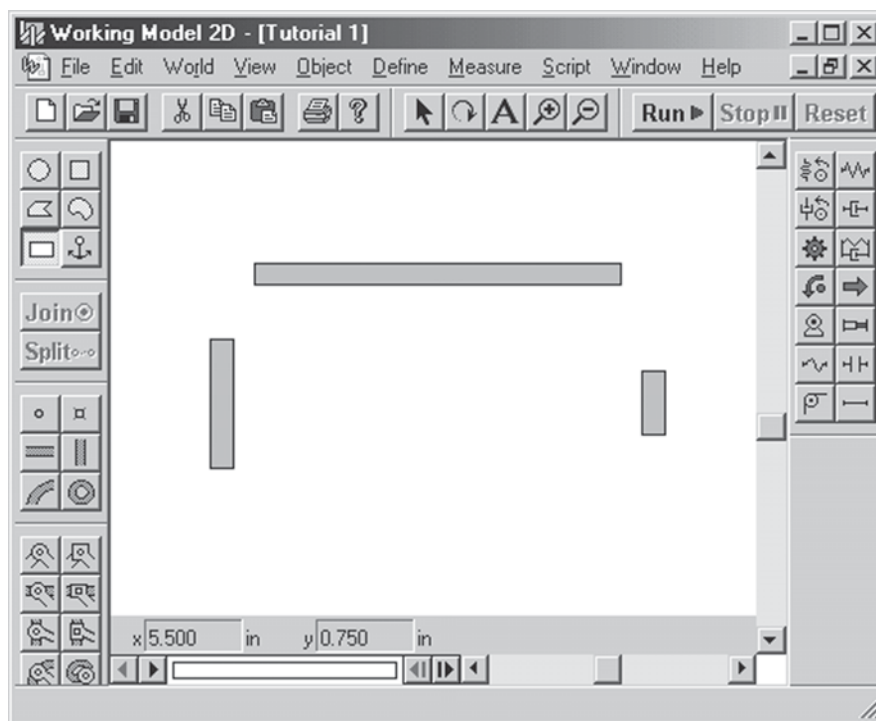 Working Model 2D - [Tutorial 1]
File Edit World View Object Define Measure Script Window Help
A Run Stop Reset
Join
Split
x 5.500 in y 0.750 in